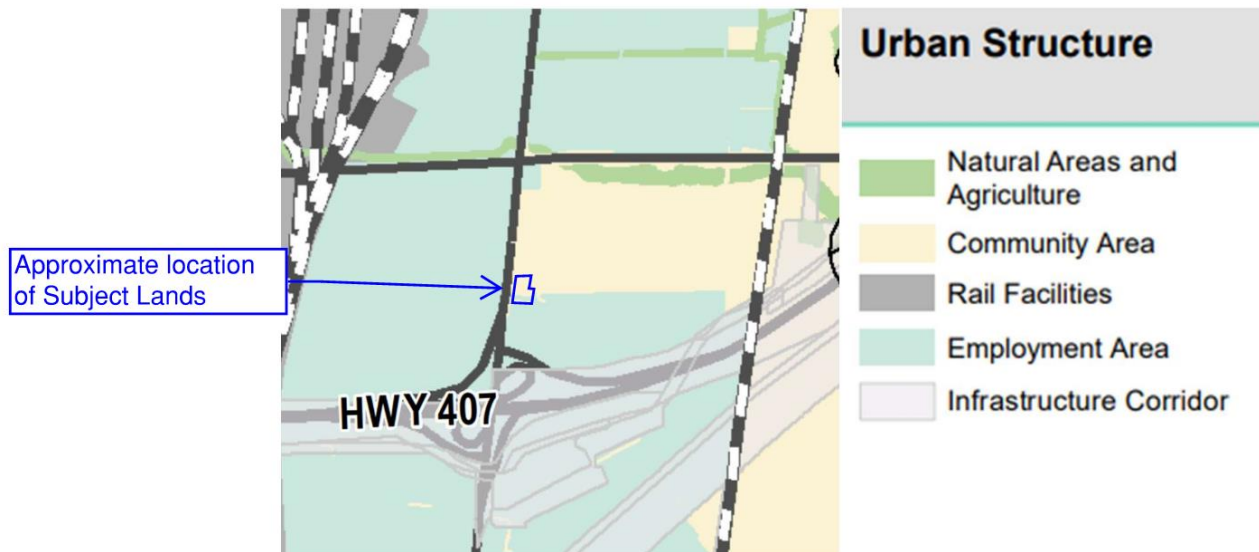 Approximate location
of Subject Lands
HWY 407
Urban Structure
Natural Areas and
Agriculture
Community Area
Rail Facilities
Employment Area
Infrastructure Corridor